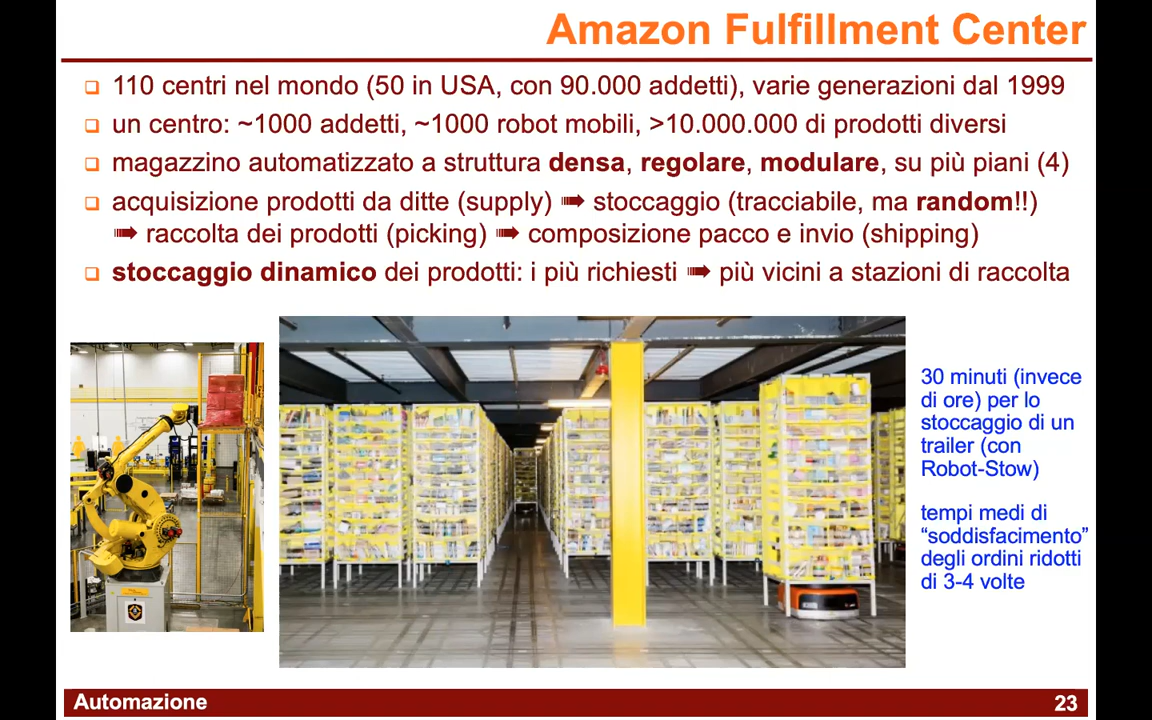 Amazon Fulfillment Center
❑ 110 centri nel mondo (50 in USA, con 90.000 addetti), varie generazioni dal 1999
❑ un centro: ~1000 addetti, ~1000 robot mobili, >10.000.000 di prodotti diversi
❑ magazzino automatizzato a struttura densa, regolare, modulare, su più piani (4)
❑ acquisizione prodotti da ditte (supply) ➠ stoccaggio (tracciabile, ma random!!)
➠ raccolta dei prodotti (picking) ➠ composizione pacco e invio (shipping)
❑ stoccaggio dinamico dei prodotti: i più richiesti ➠ più vicini a stazioni di raccolta
30 minuti (invece
di ore) per lo
stoccaggio di un
trailer (con
Robot-Stow)
tempi medi di
“soddisfacimento”
degli ordini ridotti
di 3-4 volte
Automazione
23